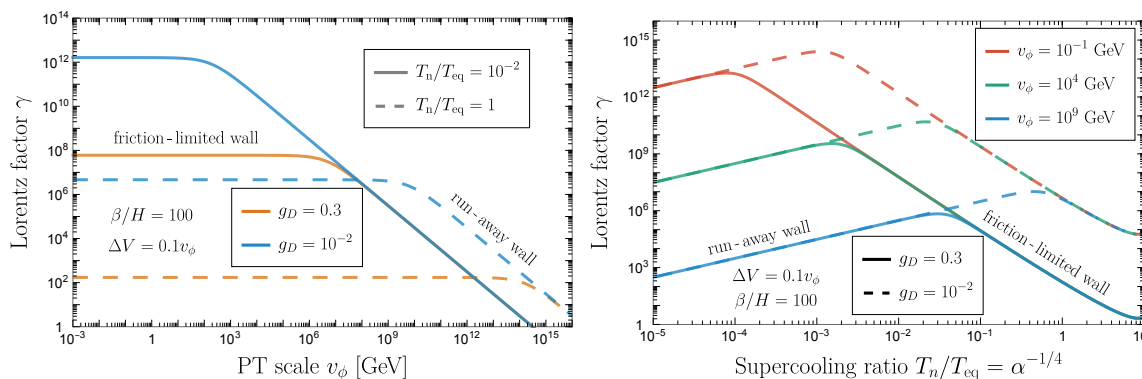 Lorentz factor γ
10^12
10^10
10^8
10^6
10^4
10^2
1
friction-limited wall
T_n/T_eq = 10^-2
T_n/T_eq = 1
β/H = 100
ΔV = 0.1v_ϕ
g_D = 0.3
g_D = 10^-2
run-away wall
10^-3 1 10^3 10^6 10^9 10^12 10^15
PT scale v_ϕ [GeV]
Lorentz factor γ
10^15
10^12
10^9
10^6
10^3
1
v_ϕ = 10^-1 GeV
v_ϕ = 10^4 GeV
v_ϕ = 10^9 GeV
run-away wall
friction-limited wall
ΔV = 0.1v_ϕ
β/H = 100
g_D = 0.3
g_D = 10^-2
10^-5 10^-4 10^-3 10^-2 10^-1 10
Supercooling ratio T_n/T_eq = α^-1/4